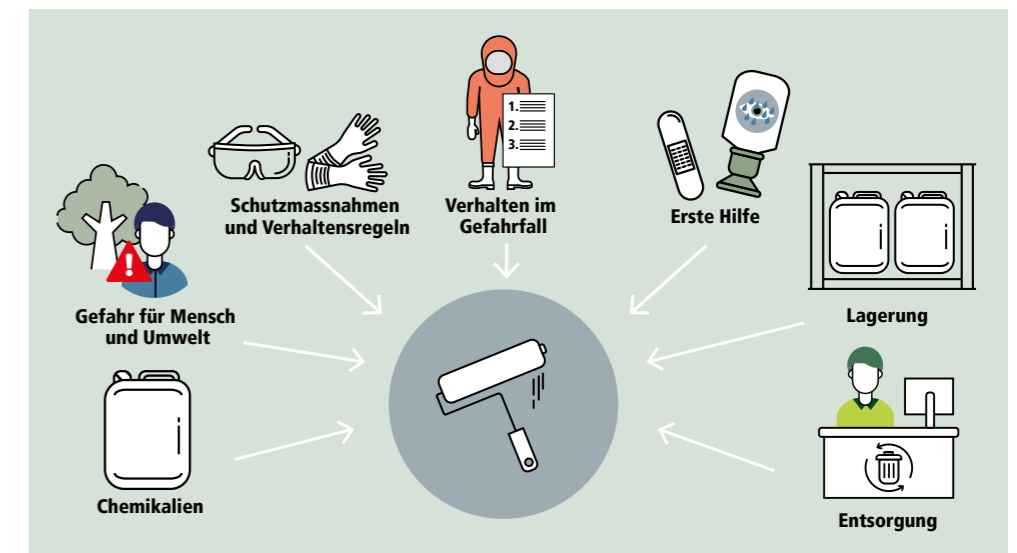 1.
2.
3.
Schutzmassnahmen
und Verhaltensregeln
Verhalten im
Gefahrfall
Erste Hilfe
!
Gefahr für Mensch
und Umwelt
Lagerung
Chemikalien
Entsorgung